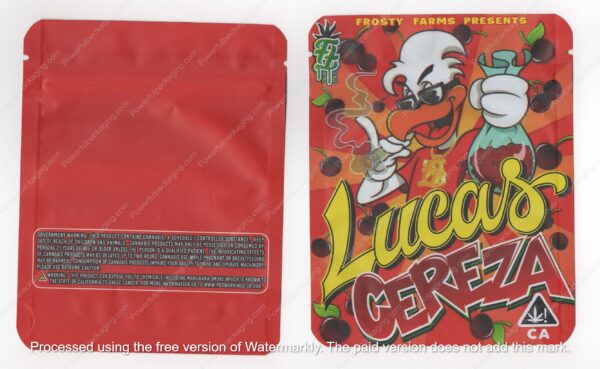 FROSTY FARMS PRESENTS
Lucas
CEREZA
CA
GOVERNMENT WARNING: THIS PRODUCT CONTAINS CANNABIS, A SCHEDULE I CONTROLLED SUBSTANCE. KEEP
OUT OF REACH OF CHILDREN AND ANIMALS. CANNABIS PRODUCTS MAY ONLY BE POSSESSED OR CONSUMED BY
PERSONS 21 YEARS OF AGE OR OLDER UNLESS THE PERSON IS A QUALIFIED PATIENT. THE INTOXICATING EFFECTS
OF CANNABIS PRODUCTS MAY BE DELAYED UP TO TWO HOURS. CANNABIS USE WHILE PREGNANT OR BREASTFEEDING
MAY BE HARMFUL. CONSUMPTION OF CANNABIS PRODUCTS IMPAIRS YOUR ABILITY TO DRIVE AND OPERATE MACHINERY.
PLEASE USE EXTREME CAUTION.
WARNING: THIS PRODUCT CAN EXPOSE YOU TO CHEMICALS INCLUDING MARIJUANA SMOKE WHICH IS KNOWN TO
THE STATE OF CALIFORNIA TO CAUSE CANCER. FOR MORE INFORMATION GO TO WWW.P65WARNINGS.CA.GOV
Powerfulpackaging.com
Processed using the free version of Watermarkly. The paid version does not add this mark.